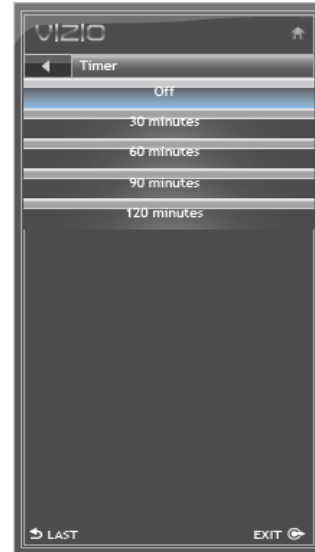 VIZIO
Timer
Off
30 minutes
60 minutes
90 minutes
120 minutes
LAST
EXIT